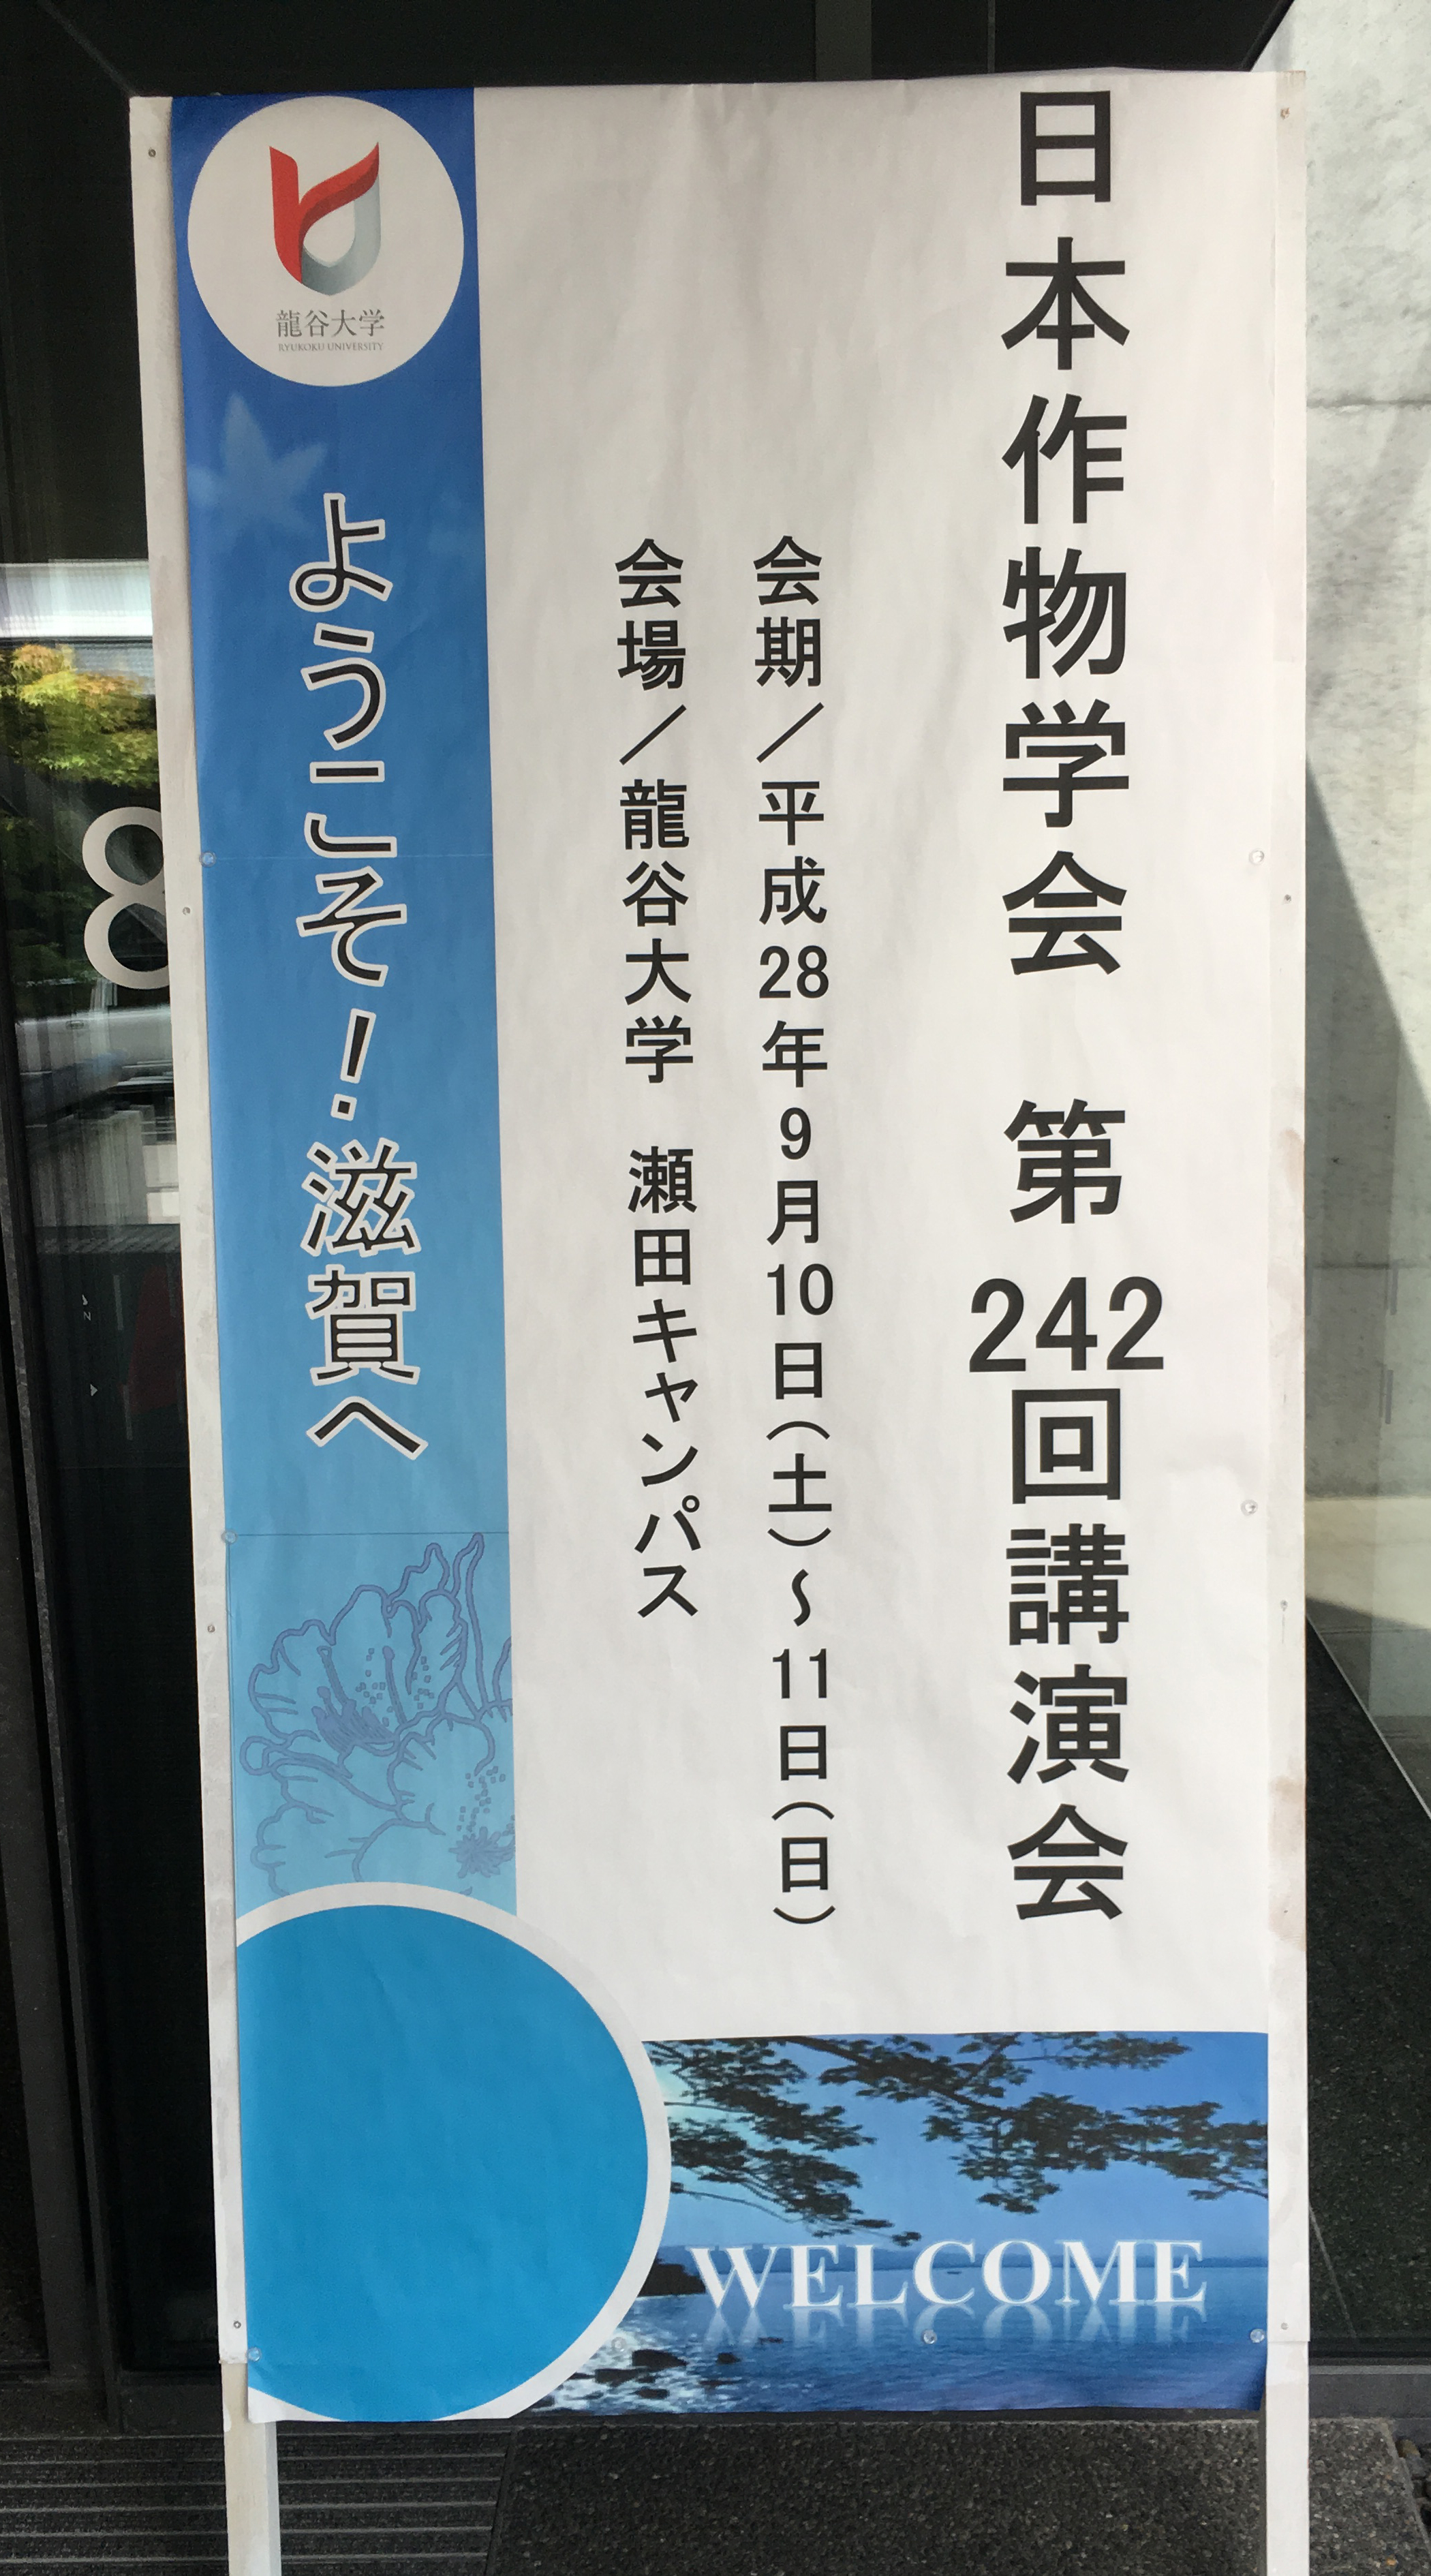 日本作物学会　第242回講演会
会期／平成28年9月10日(土)～11日(日)
会場／龍谷大学　瀬田キャンパス
龍谷大学
RYUKOKU UNIVERSITY
ようこそ！滋賀へ
WELCOME
8